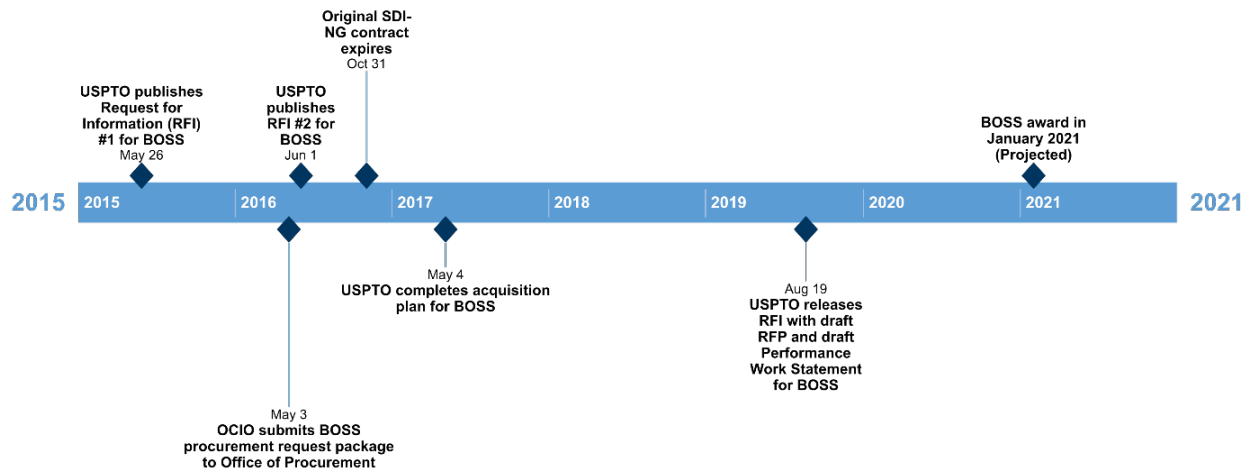 Original SDI-
NG contract
expires
Oct 31
USPTO publishes
Request for
Information (RFI)
#1 for BOSS
May 26
USPTO
publishes
RFI #2 for
BOSS
Jun 1
BOSS award in
January 2021
(Projected)
2015
2015
2016
2017
2018
2019
2020
2021
2021
May 4
USPTO completes acquisition
plan for BOSS
Aug 19
USPTO releases
RFI with draft
RFP and draft
Performance
Work Statement
for BOSS
May 3
OCIO submits BOSS
procurement request package
to Office of Procurement